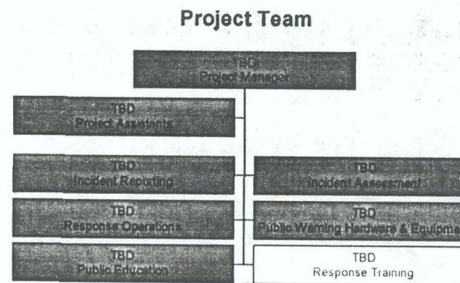 Project Team
TBD
Project Manager
TBD
Project Assistants
TBD
Incident Reporting
TBD
Incident Assessment
TBD
Response Operations
TBD
Public Warning Hardware & Equipment
TBD
Public Education
TBD
Response Training